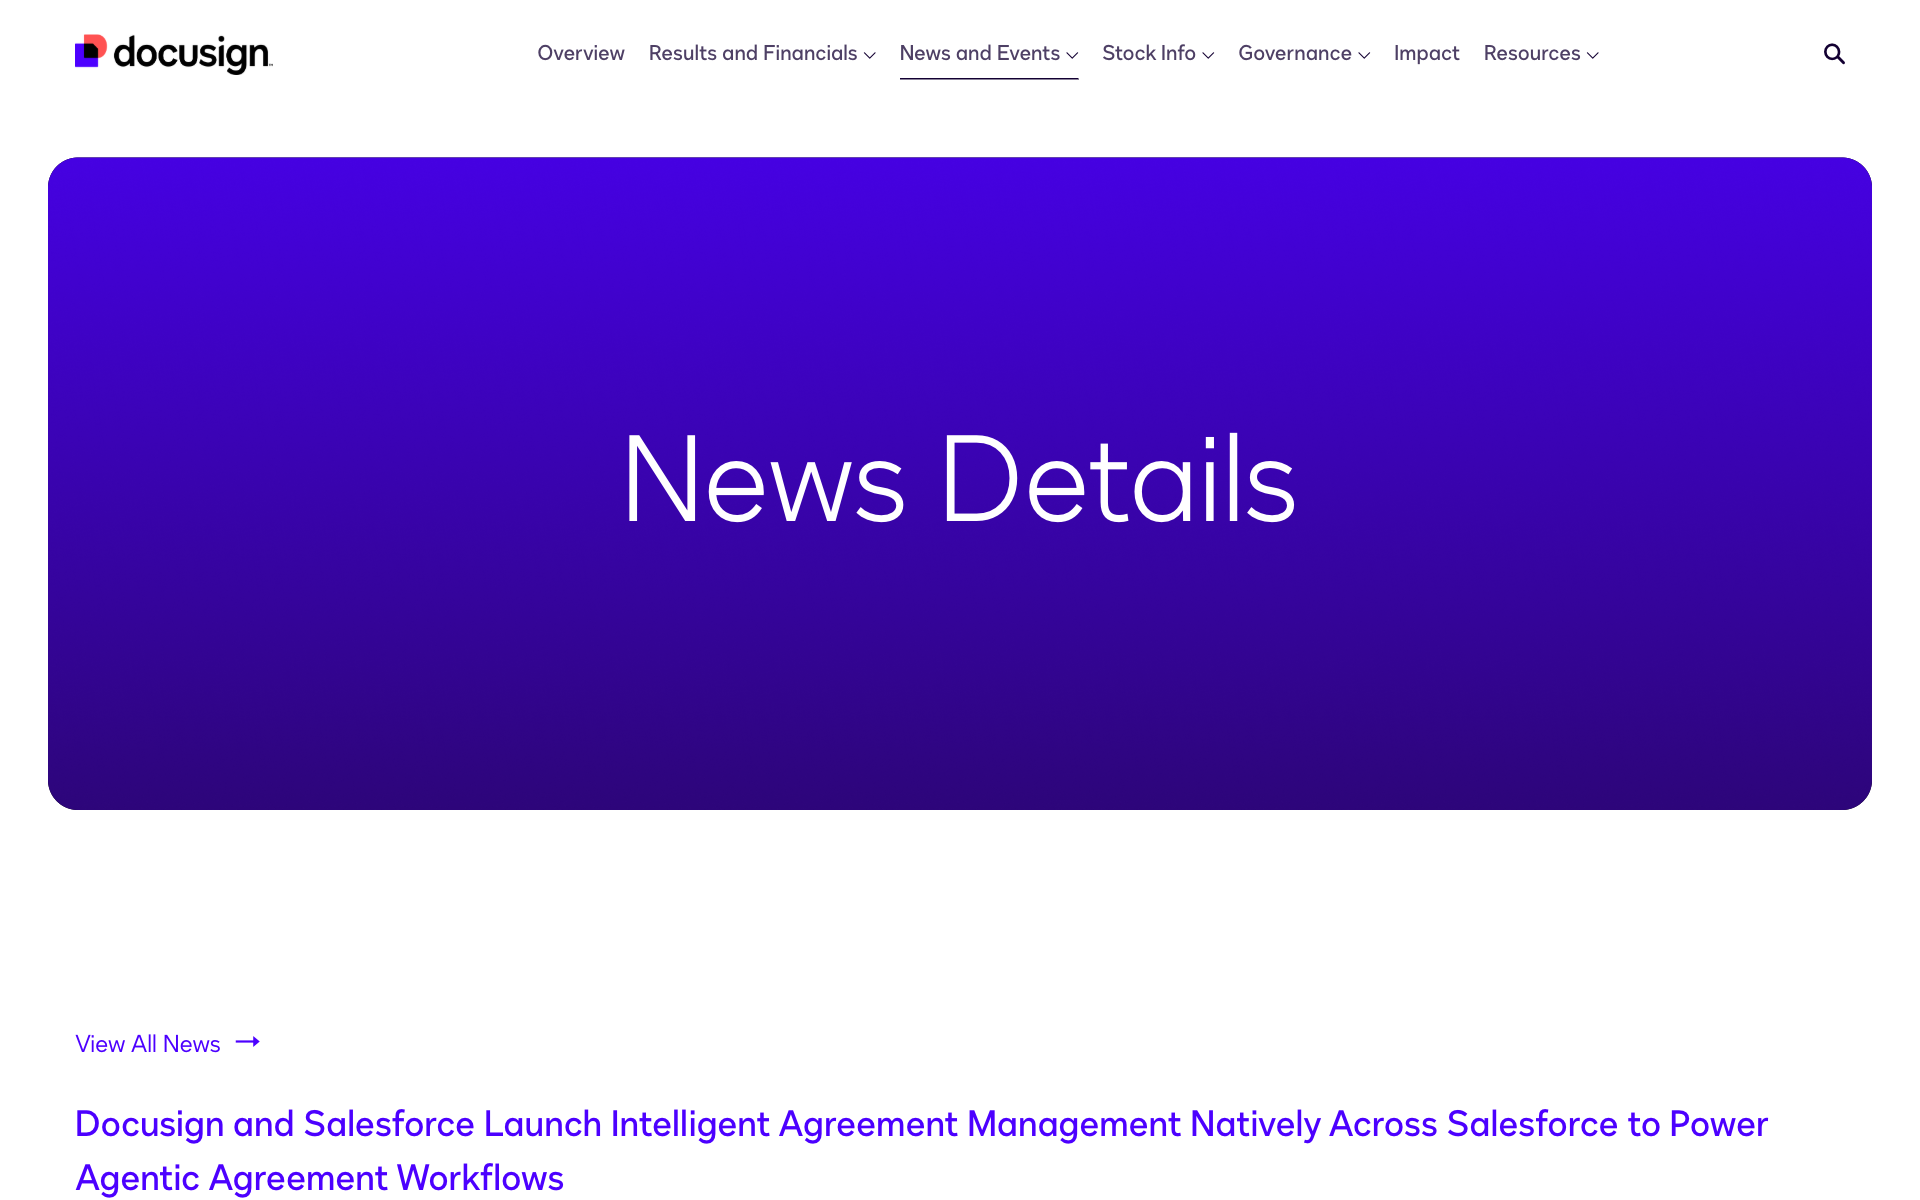 docusign
Overview Results and Financials News and Events Stock Info Governance Impact Resources
News Details
View All News
Docusign and Salesforce Launch Intelligent Agreement Management Natively Across Salesforce to Power
Agentic Agreement Workflows